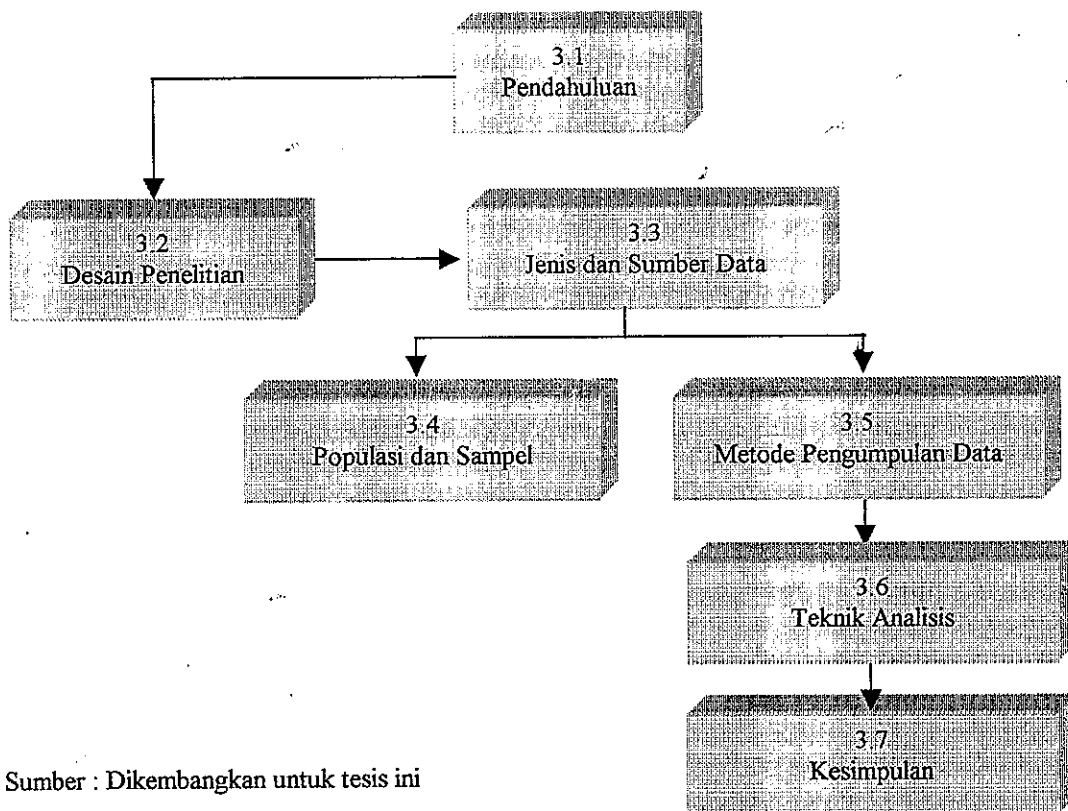 3.1
Pendahuluan
3.2
Desain Penelitian
3.3
Jenis dan Sumber Data
3.4
Populasi dan Sampel
3.5
Metode Pengumpulan Data
3.6
Teknik Analisis
3.7
Kesimpulan
Sumber : Dikembangkan untuk tesis ini